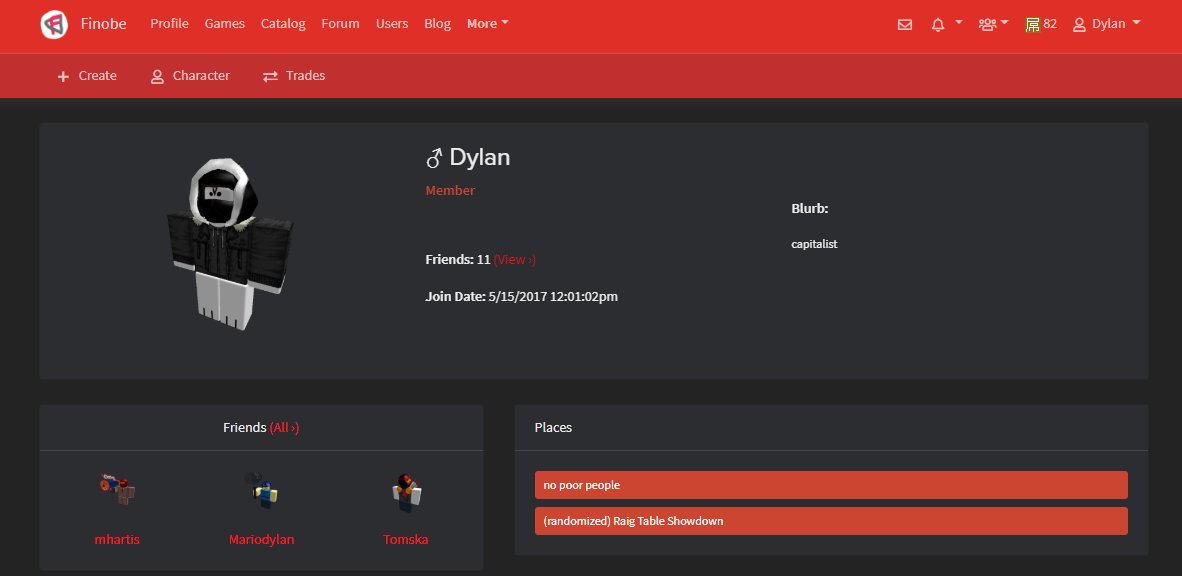 Finobe Profile Games Catalog Forum Users Blog More 82 Dylan
Create Character Trades
♂ Dylan
Member
Blurb:
capitalist
Friends: 11 (View ›)
Join Date: 5/15/2017 12:01:02pm
Friends (All ›)
mhartis Mariodylan Tomska
Places
no poor people
(randomized) Raig Table Showdown